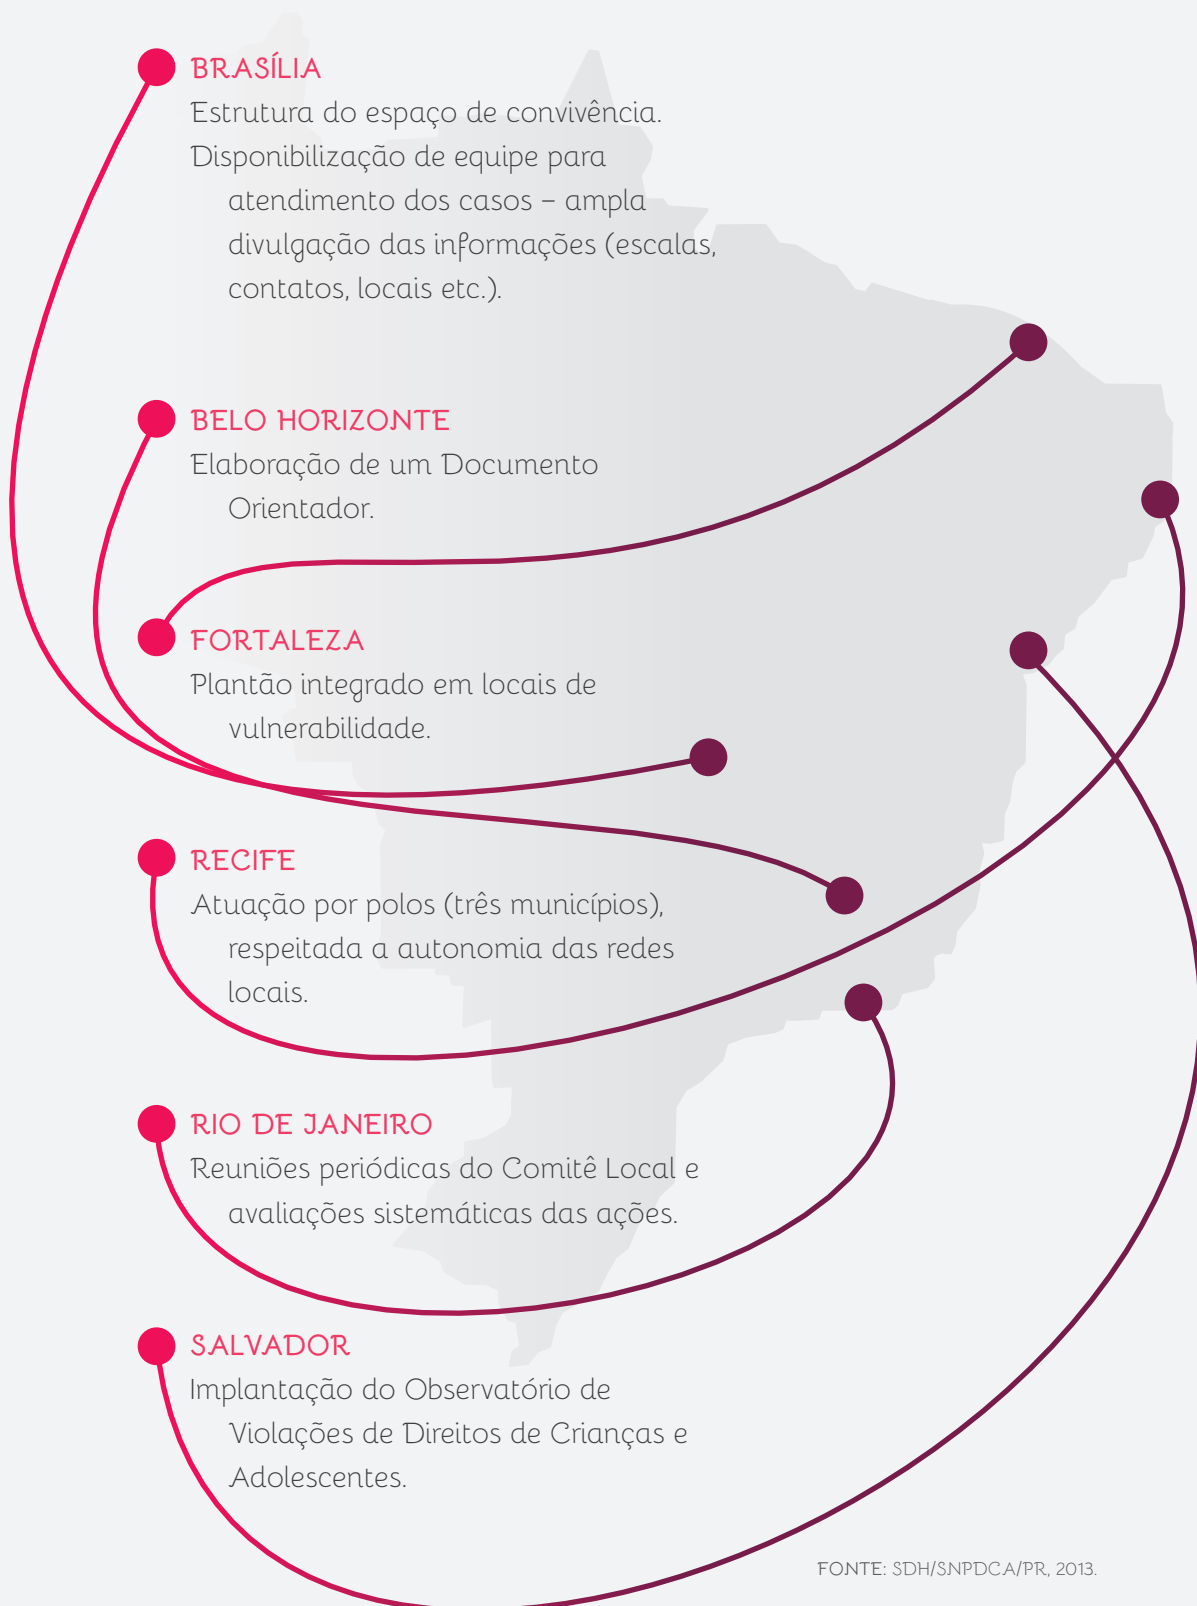 BRASÍLIA
Estrutura do espaço de convivência.
Disponibilização de equipe para
atendimento dos casos – ampla
divulgação das informações (escalas,
contatos, locais etc.).
BELO HORIZONTE
Elaboração de um Documento
Orientador.
FORTALEZA
Plantão integrado em locais de
vulnerabilidade.
RECIFE
Atuação por polos (três municípios),
respeitada a autonomia das redes
locais.
RIO DE JANEIRO
Reuniões periódicas do Comitê Local e
avaliações sistemáticas das ações.
SALVADOR
Implantação do Observatório de
Violações de Direitos de Crianças e
Adolescentes.
FONTE: SDH/SNPDCA/PR, 2013.